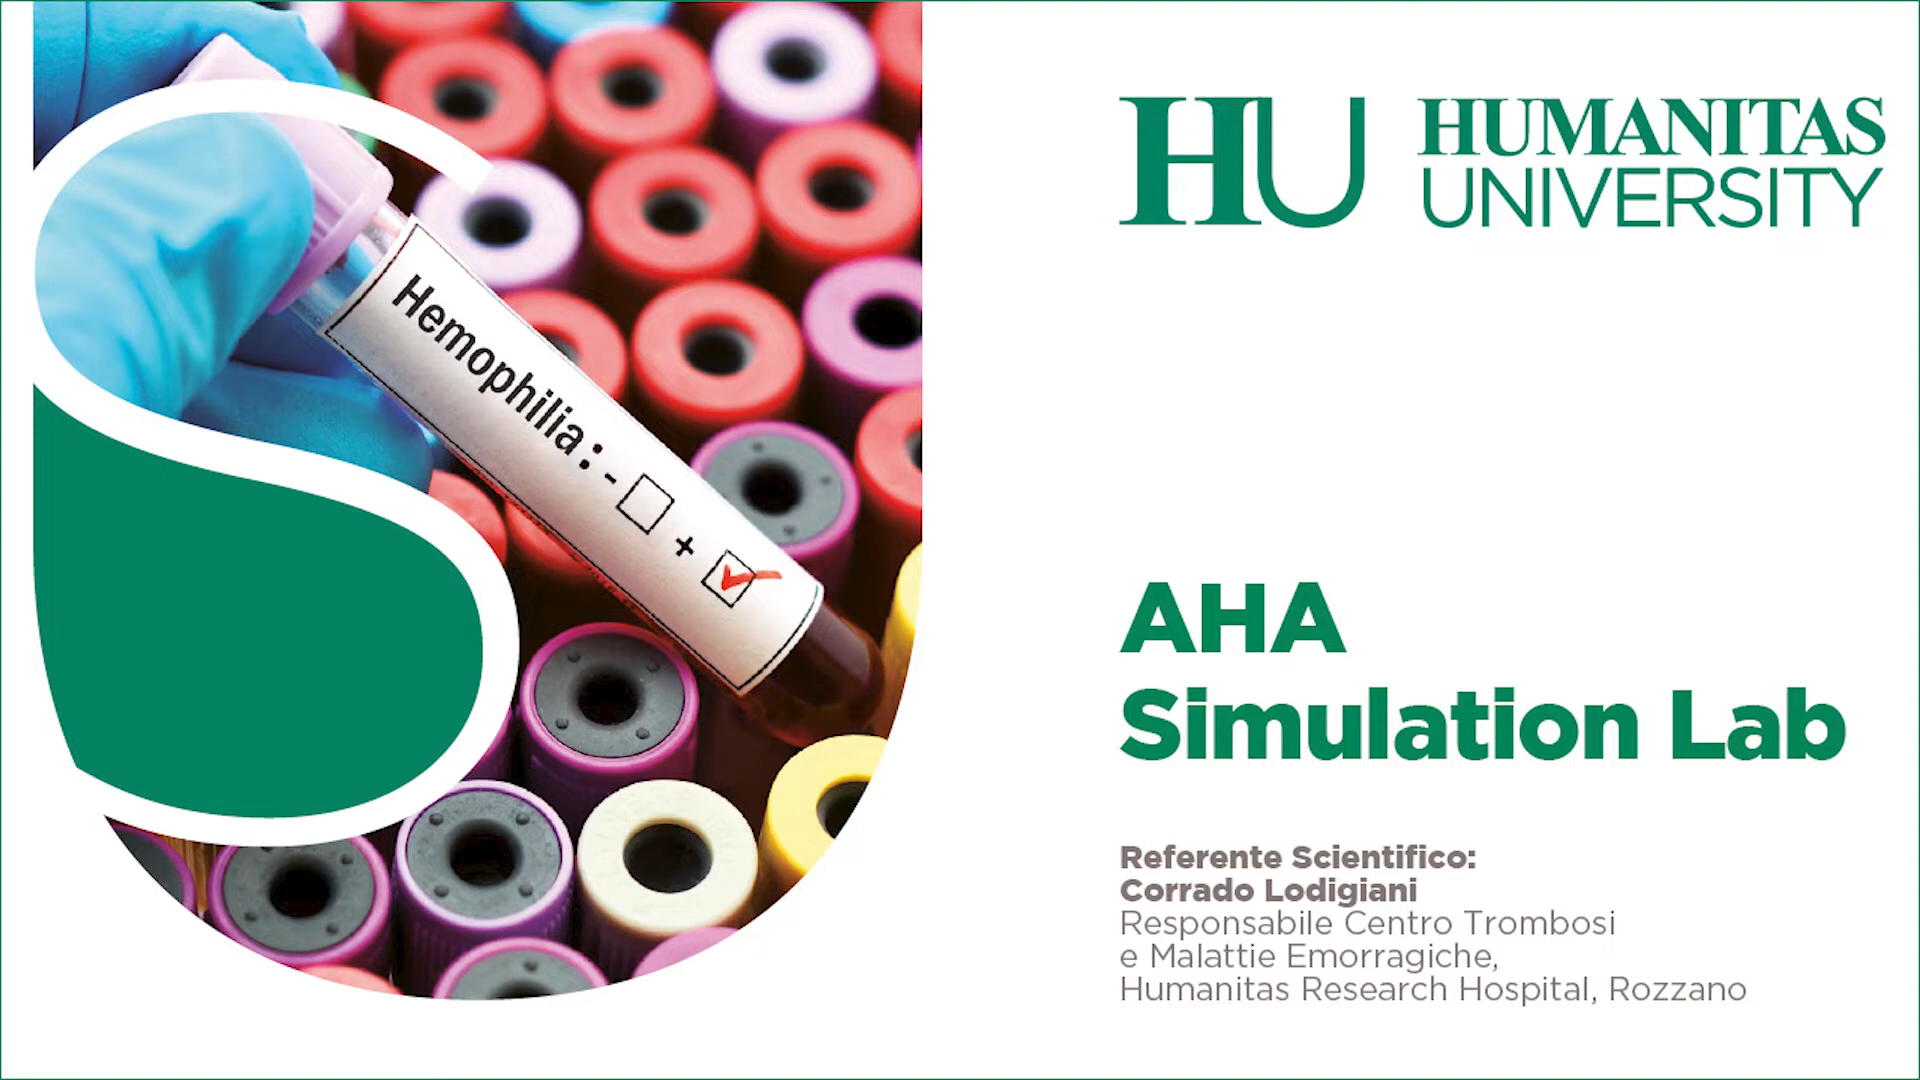 HU HUMANITAS
UNIVERSITY
Hemophilia: - +
AHA
Simulation Lab
Referente Scientifico:
Corrado Lodigiani
Responsabile Centro Trombosi
e Malattie Emorragiche,
Humanitas Research Hospital, Rozzano